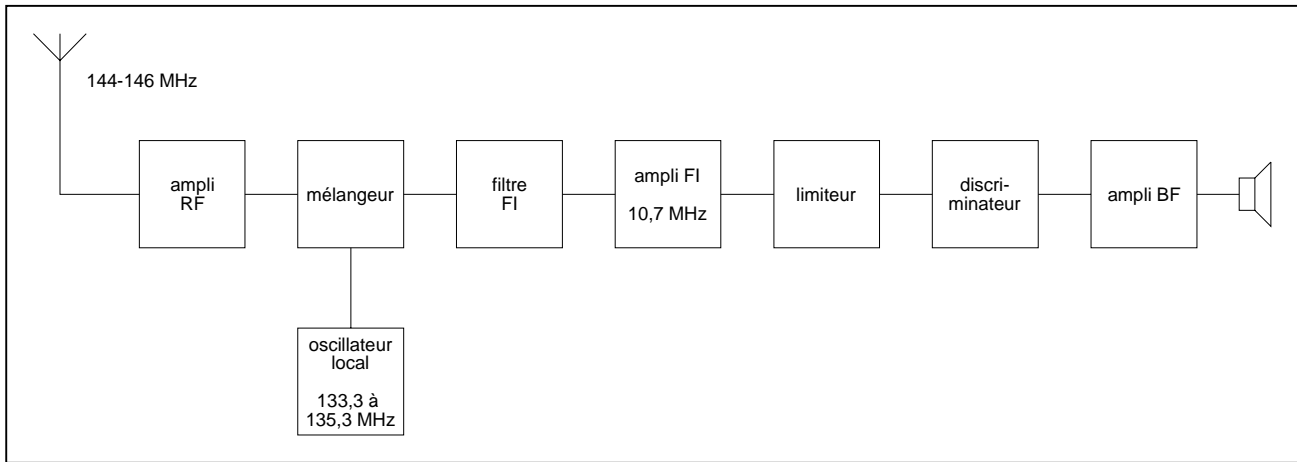 144-146 MHz
ampli
RF
mélangeur
filtre
FI
ampli FI
10,7 MHz
limiteur
discri-
minateur
ampli BF
oscillateur
local
133,3 à
135,3 MHz